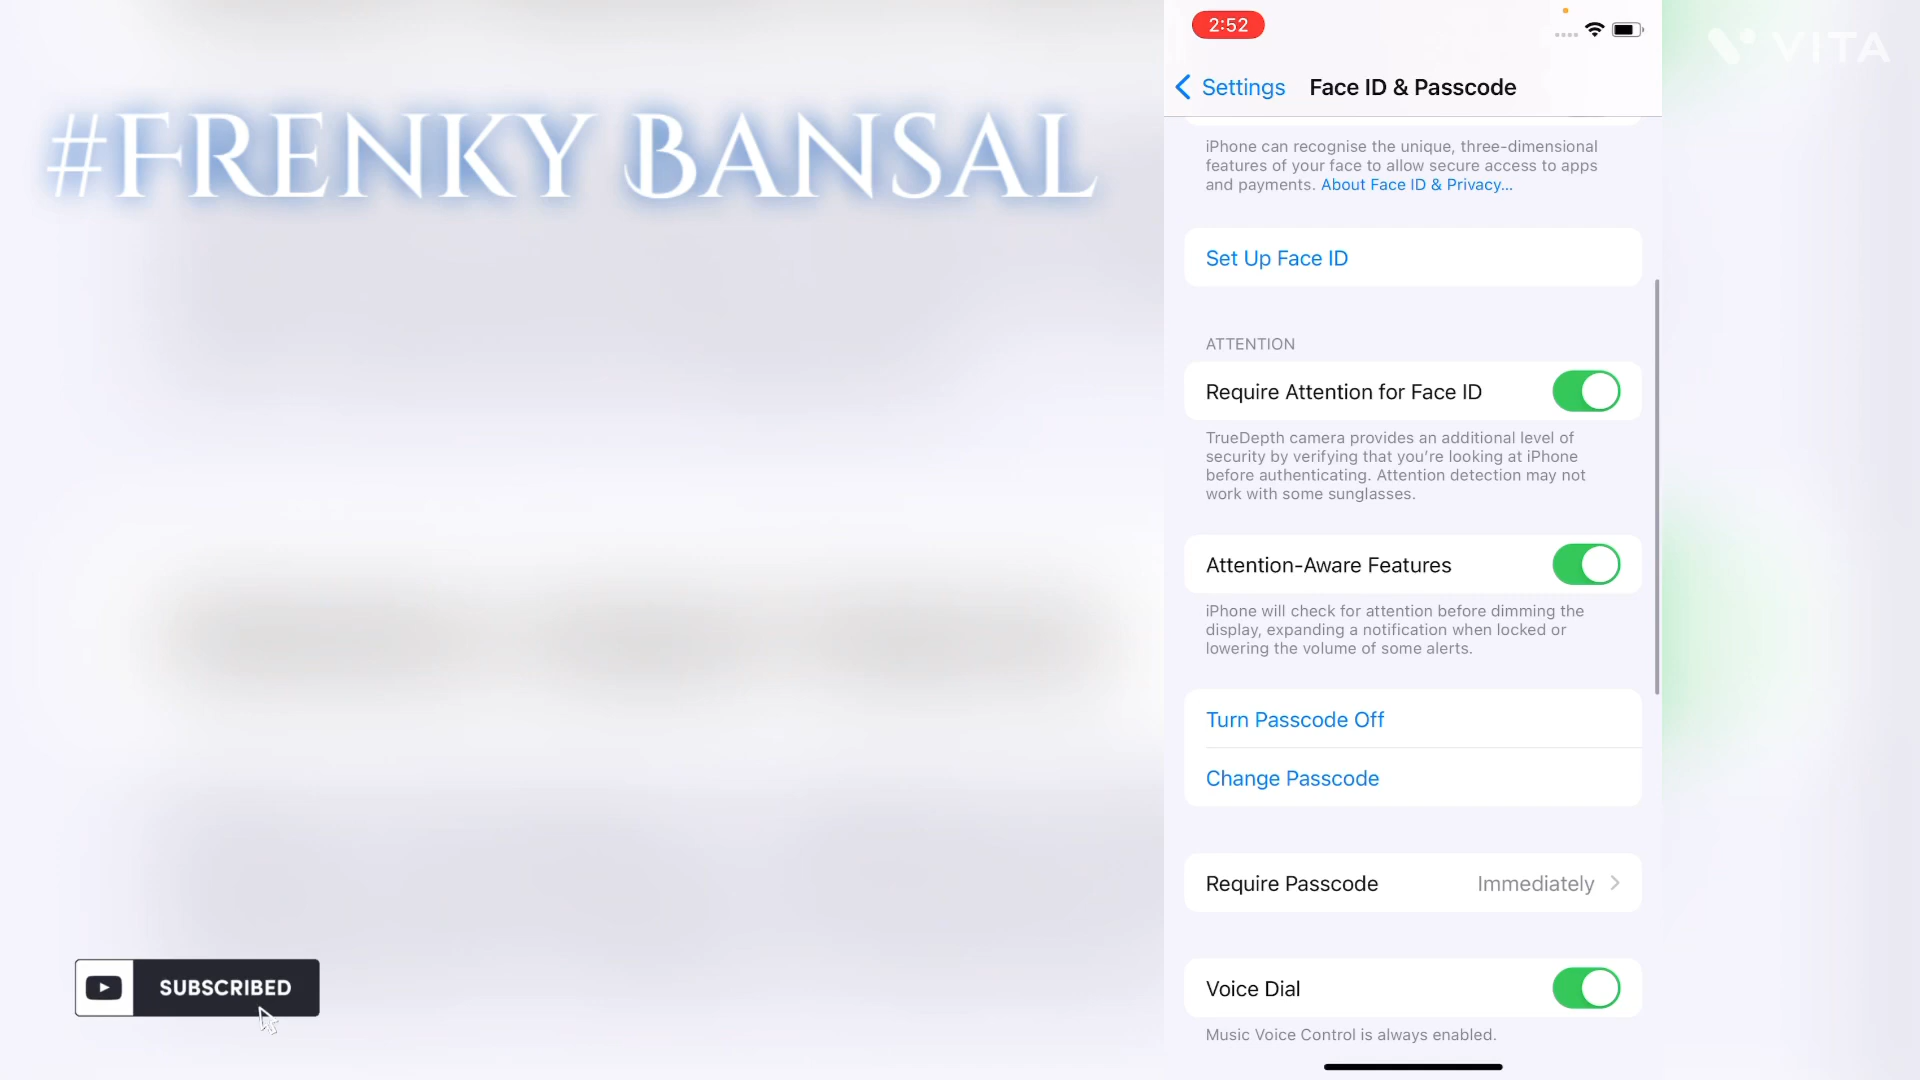 #FRENKY BANSAL
SUBSCRIBED
2:52
VITA
Settings
Face ID & Passcode
iPhone can recognise the unique, three-dimensional
features of your face to allow secure access to apps
and payments. About Face ID & Privacy...
Set Up Face ID
ATTENTION
Require Attention for Face ID
TrueDepth camera provides an additional level of
security by verifying that you're looking at iPhone
before authenticating. Attention detection may not
work with some sunglasses.
Attention-Aware Features
iPhone will check for attention before dimming the
display, expanding a notification when locked or
lowering the volume of some alerts.
Turn Passcode Off
Change Passcode
Require Passcode Immediately
Voice Dial
Music Voice Control is always enabled.